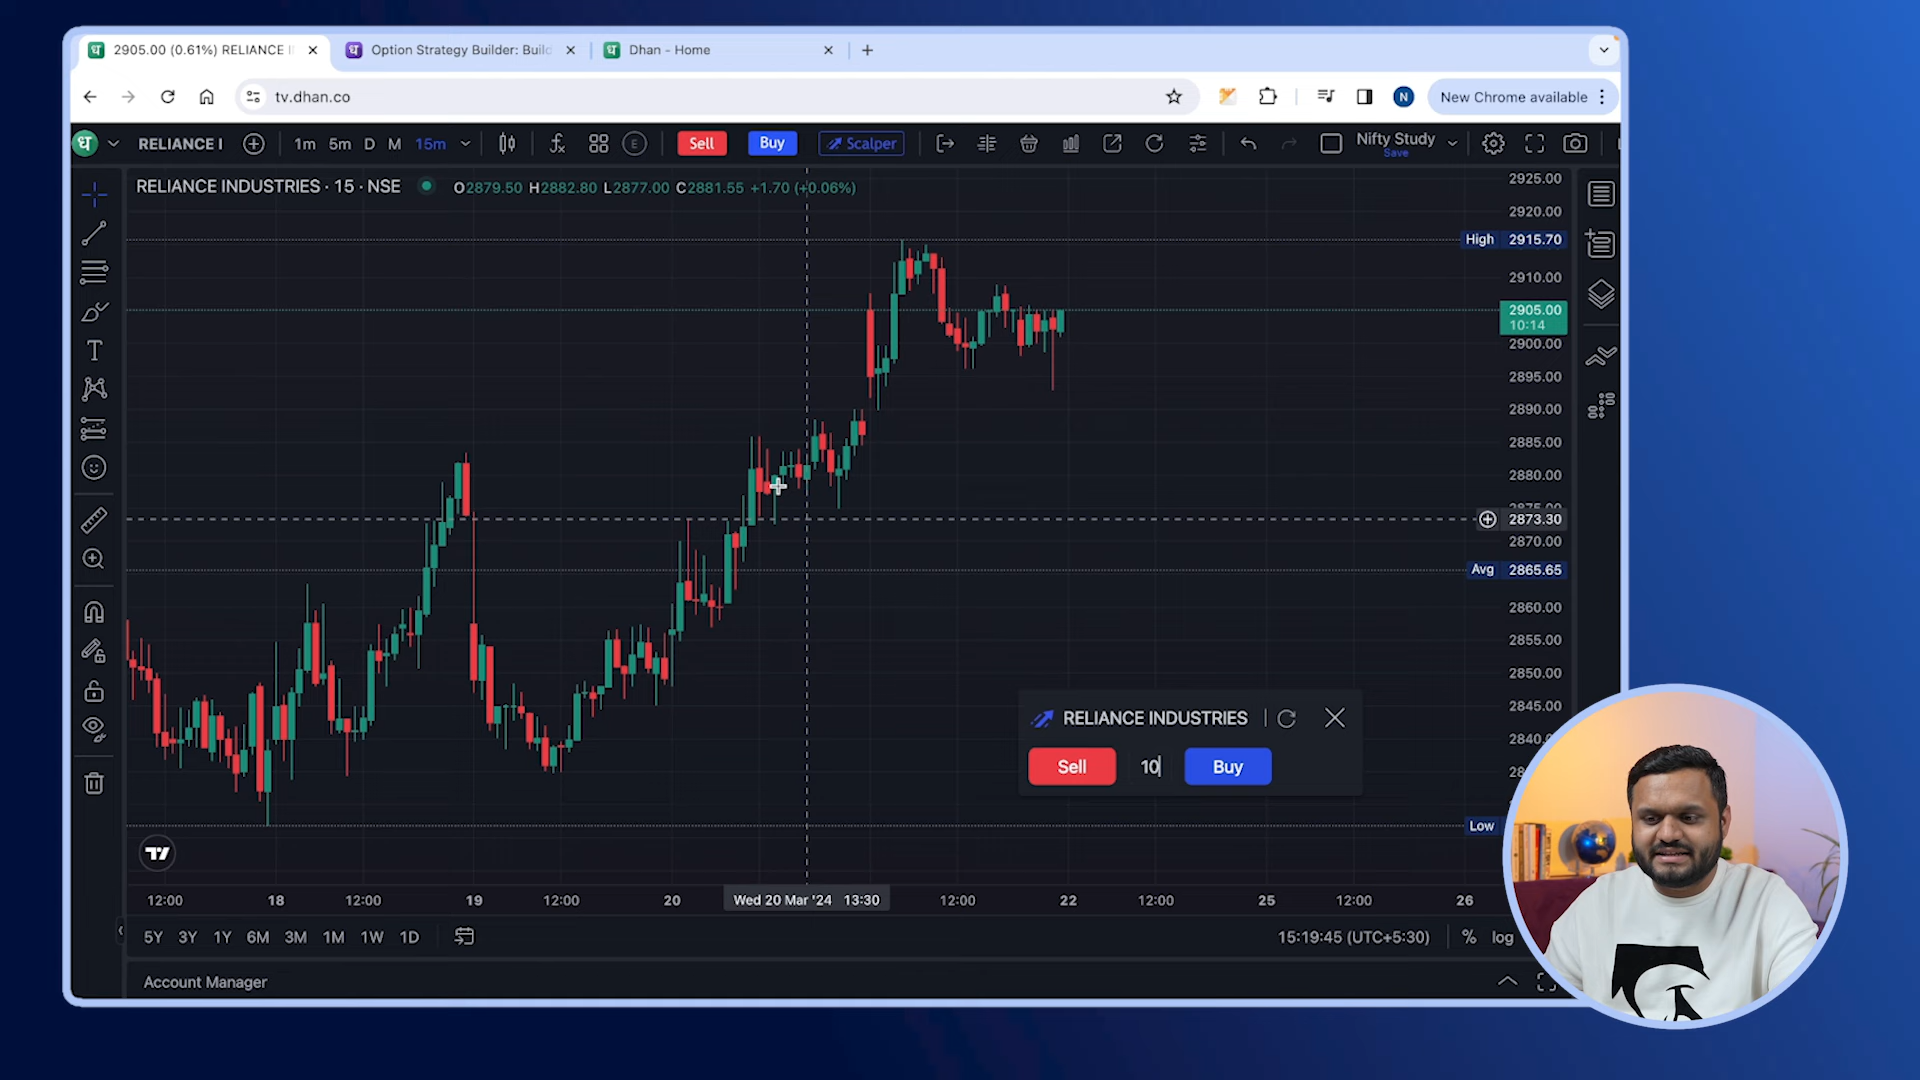 2905.00 (0.61%) RELIANCE I
Option Strategy Builder: Build
Dhan - Home
tv.dhan.co
N
New Chrome available
ध
RELIANCE I
1m 5m D M 15m
E
Sell
Buy
Scalper
Nifty Study
Save
RELIANCE INDUSTRIES · 15 · NSE
O2879.50 H2882.80 L2877.00 C2881.55 +1.70 (+0.06%)
2925.00
2920.00
High 2915.70
2910.00
2905.00
10:14
2900.00
2895.00
2890.00
2885.00
2880.00
2875.00
2873.30
2870.00
Avg 2865.65
2860.00
2855.00
2850.00
2845.00
2840
28
Low
RELIANCE INDUSTRIES
Sell 10 Buy
12:00 18 12:00 19 12:00 20 Wed 20 Mar '24 13:30 12:00 22 12:00 25 12:00 26
5Y 3Y 1Y 6M 3M 1M 1W 1D
15:19:45 (UTC+5:30) % log
Account Manager